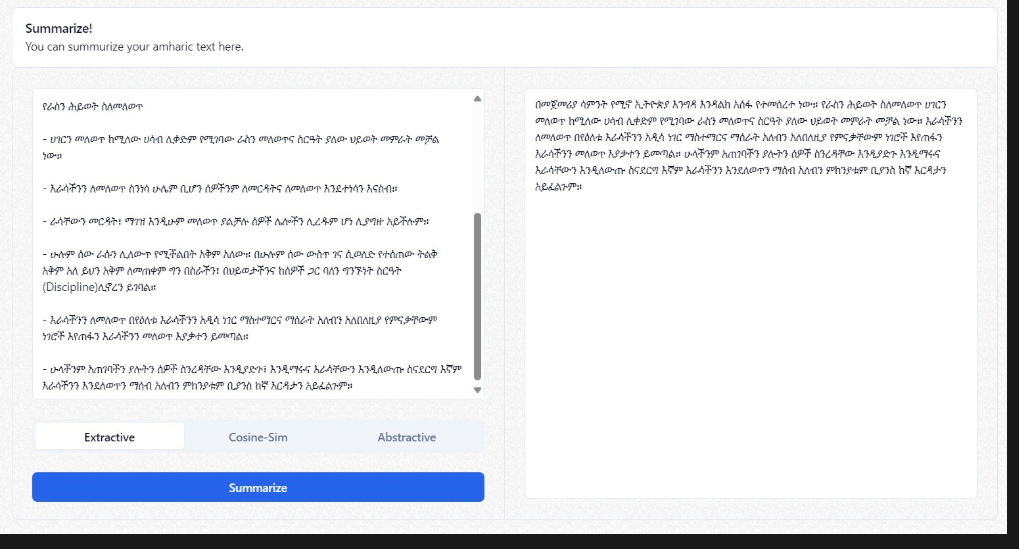 Summarize!
You can summurize your amharic text here.
የራስን ሕይወት ስለመለወጥ
- ሀገርን መለወጥ ከሚለው ሀሳብ ሊቀድም የሚገባው ራስን መለወጥና ስርዓት ያለው ህይወት መምራት መቻል
ነው።
- እራሳችንን ለመለወጥ ስንነሳ ሁሌም ቢሆን ሰዎችንም ለመርዳትና ለመለወጥ እንደተነሳን እናስብ።
- ራሳቸውን መርዳት፣ ማገዝ እንዲሁም መለወጥ ያልቻሉ ሰዎች ሌሎችን ሊረዱም ሆነ ሊያግዙ አይችሉም።
- ሁሉም ሰው ራሱን ሊለውጥ የሚችልበት አቅም አለው። በሁሉም ሰው ውስጥ ገና ሲወለድ የተሰጠው ትልቅ
አቅም አለ ይህን አቅም ለመጠቀም ግን በስራችን፣ በህይወታችንና ከሰዎች ጋር ባለን ግንኙነት ስርዓት
(Discipline)ሊኖረን ይገባል።
- እራሳችንን ለመለወጥ በየዕለቱ እራሳችንን አዲሳ ነገር ማስተማርና ማሰራት አለብን አለበለዚያ የምናቃቸውም
ነገሮች እየጠፋን እራሳችንን መለወጥ እያቃተን ይመጣል።
- ሁላችንም አጠገባችን ያሉትን ሰዎች ስንረዳቸው እንዲያድጉ፣ እንዲማሩና እራሳቸውን እንዲለውጡ ስናደርግ እኛም
እራሳችንን እንደለወጥን ማሰብ አለብን ምክንያቱም ቢያንስ ከኛ እርዳታን አይፈልጉም።
Extractive
Cosine-Sim
Abstractive
Summarize
በመጀመሪያ ሳምንት የሚኖ ኢትዮጵያ እንግዳ እንዳልክ አሰፋ የተመሰረተ ነው። የራስን ሕይወት ስለመለወጥ ሀገርን
መለወጥ ከሚለው ሀሳብ ሊቀድም የሚገባው ራስን መለወጥና ስርዓት ያለው ህይወት መምራት መቻል ነው። እራሳችንን
ለመለወጥ በየዕለቱ እራሳችንን አዲሳ ነገር ማስተማርና ማሰራት አለብን አለበለዚያ የምናቃቸውም ነገሮች እየጠፋን
እራሳችንን መለወጥ እያቃተን ይመጣል። ሁላችንም አጠገባችን ያሉትን ሰዎች ስንረዳቸው እንዲያድጉ እንዲማሩና
እራሳቸውን እንዲለውጡ ስናደርግ እኛም እራሳችንን እንደለወጥን ማሰብ አለብን ምክንያቱም ቢያንስ ከኛ እርዳታን
አይፈልጉም።